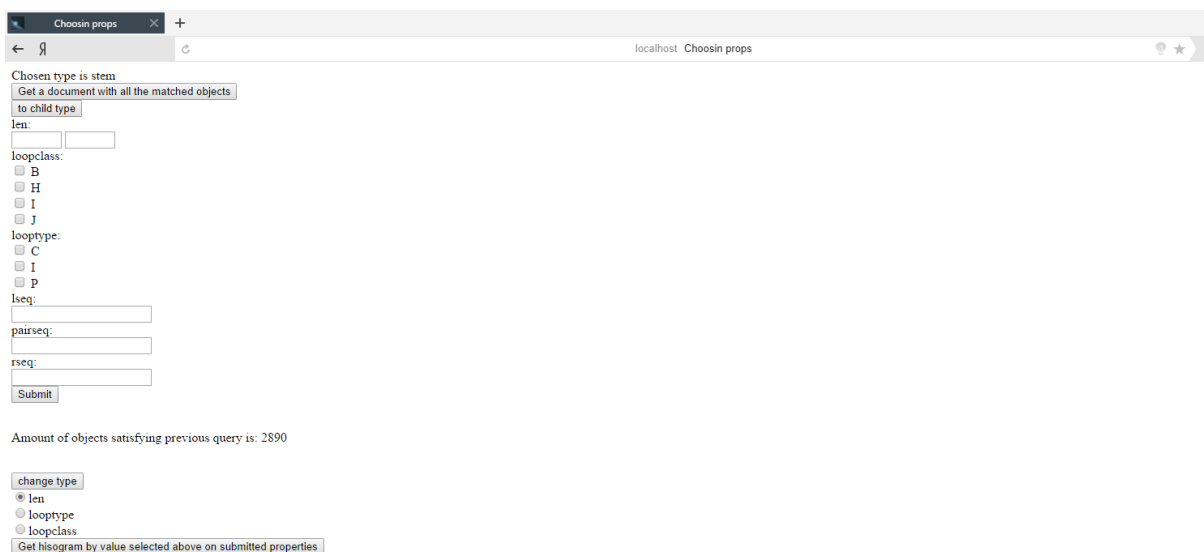 Choosin props
Я localhost Choosin props
Chosen type is stem
Get a document with all the matched objects
to child type
len:
loopclass:
B
H
I
J
looptype:
C
I
P
lseq:
pairseq:
rseq:
Submit
Amount of objects satisfying previous query is: 2890
change type
len
looptype
loopclass
Get hisogram by value selected above on submitted properties